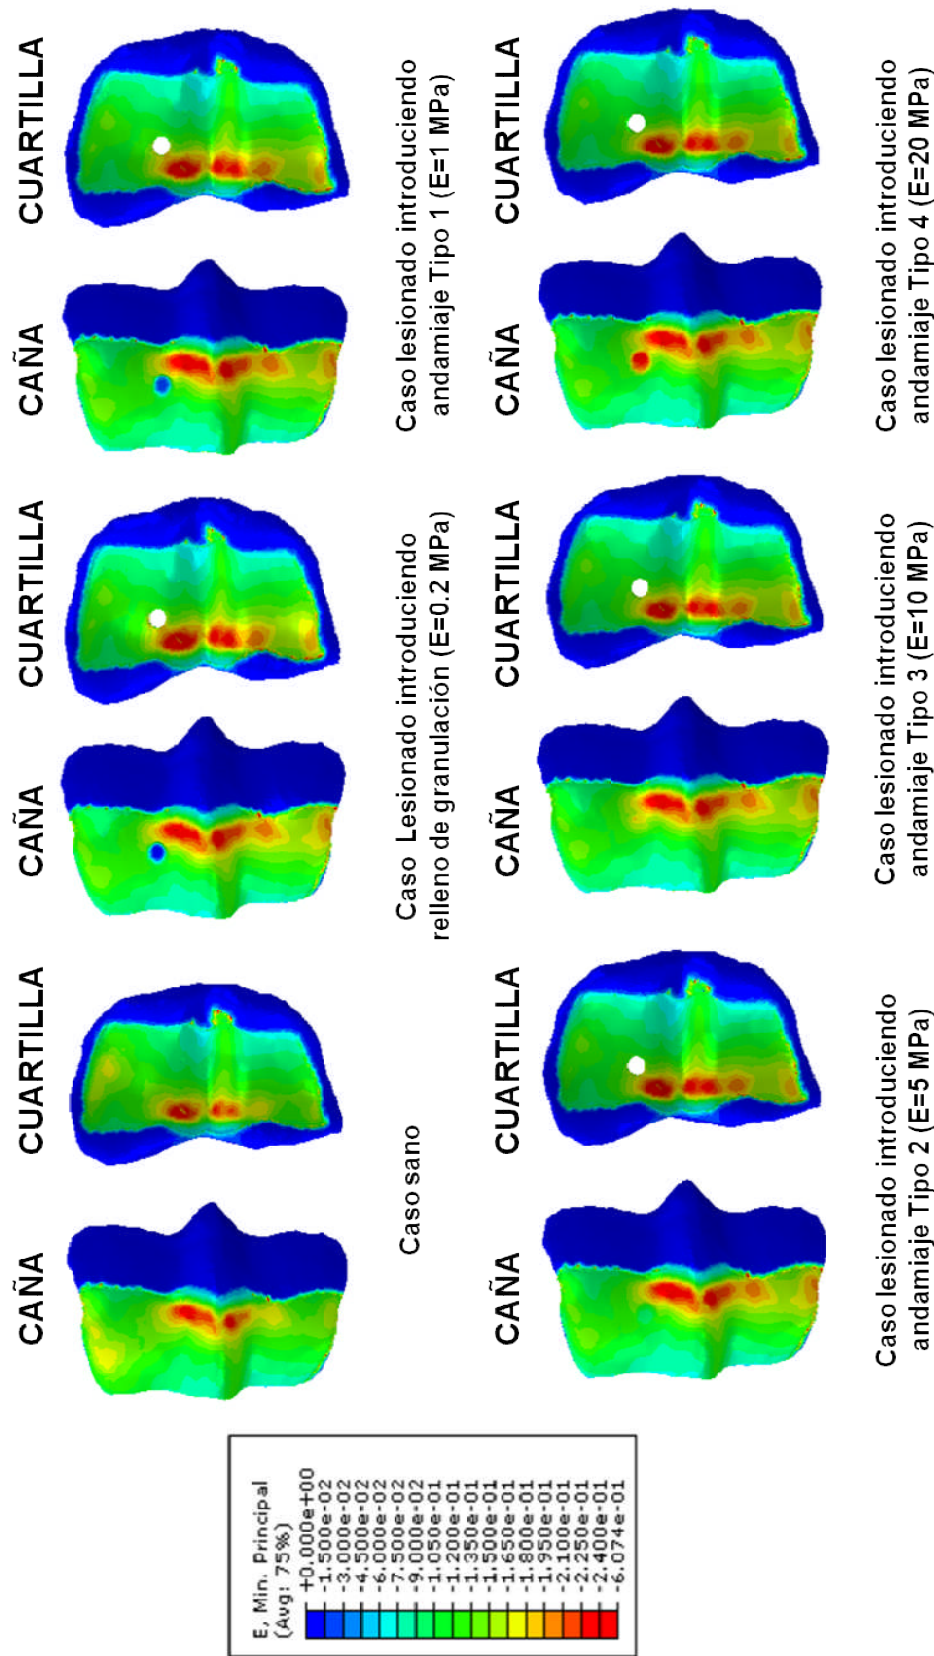 E, Min. Principal
(Avg: 75%)
+0.000e+00
-1.500e-02
-3.000e-02
-4.500e-02
-6.000e-02
-7.500e-02
-9.000e-02
-1.050e-01
-1.200e-01
-1.350e-01
-1.500e-01
-1.650e-01
-1.800e-01
-1.950e-01
-2.100e-01
-2.250e-01
-2.400e-01
-6.074e-01
CAÑA CUARTILLA
Caso sano
CAÑA CUARTILLA
Caso Lesionado introduciendo
relleno de granulación (E=0.2 MPa)
CAÑA CUARTILLA
Caso lesionado introduciendo
andamiaje Tipo 1 (E=1 MPa)
CAÑA CUARTILLA
Caso lesionado introduciendo
andamiaje Tipo 2 (E=5 MPa)
CAÑA CUARTILLA
Caso lesionado introduciendo
andamiaje Tipo 3 (E=10 MPa)
CAÑA CUARTILLA
Caso lesionado introduciendo
andamiaje Tipo 4 (E=20 MPa)